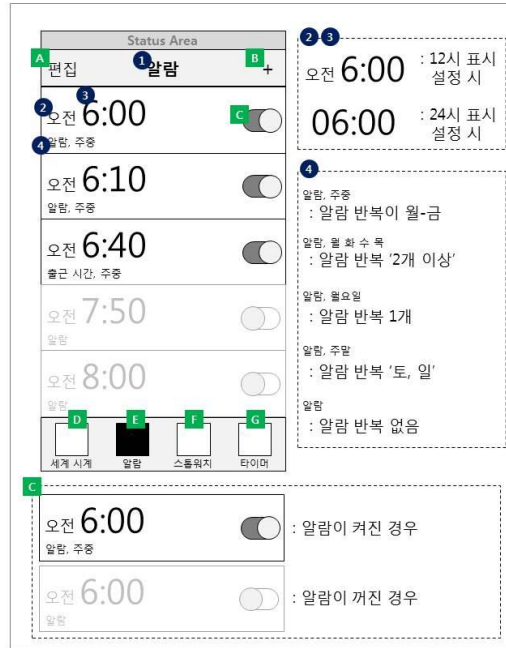 Status Area
A
편집
1
알람
B
+
2
오전
3
6:00
C
4
알람, 주중
오전 6:10
알람, 주중
오전 6:40
출근 시간, 주중
오전 7:50
알람
오전 8:00
알람
D
E
F
G
세계 시계
알람
스톱워치
타이머
2 3
오전 6:00
: 12시 표시
설정 시
06:00
: 24시 표시
설정 시
4
알람, 주중
: 알람 반복이 월-금
알람, 월 화 수 목
: 알람 반복 '2개 이상'
알람, 월요일
: 알람 반복 1개
알람, 주말
: 알람 반복 '토, 일'
알람
: 알람 반복 없음
C
오전 6:00
알람, 주중
: 알람이 켜진 경우
오전 6:00
알람
: 알람이 꺼진 경우